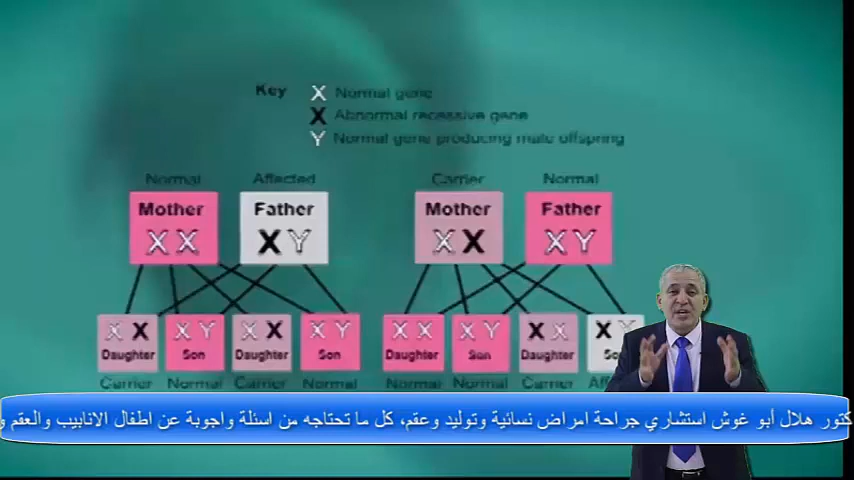 Key
X Normal gene
X Abnormal recessive gene
Y Normal gene producing male offspring
Normal Affected Carrier Normal
Mother Father Mother Father
X X X Y X X X Y
X X X Y X X X Y X X X Y X X X Y
Daughter Son Daughter Son Daughter Son Daughter
Carrier Normal Carrier Normal Normal Normal Carrier
هلال أبو غوش استشاري جراحة امراض نسائية وتوليد وعقم، كل ما تحتاجه من اسئلة واجوبة عن اطفال الانابيب والعقم